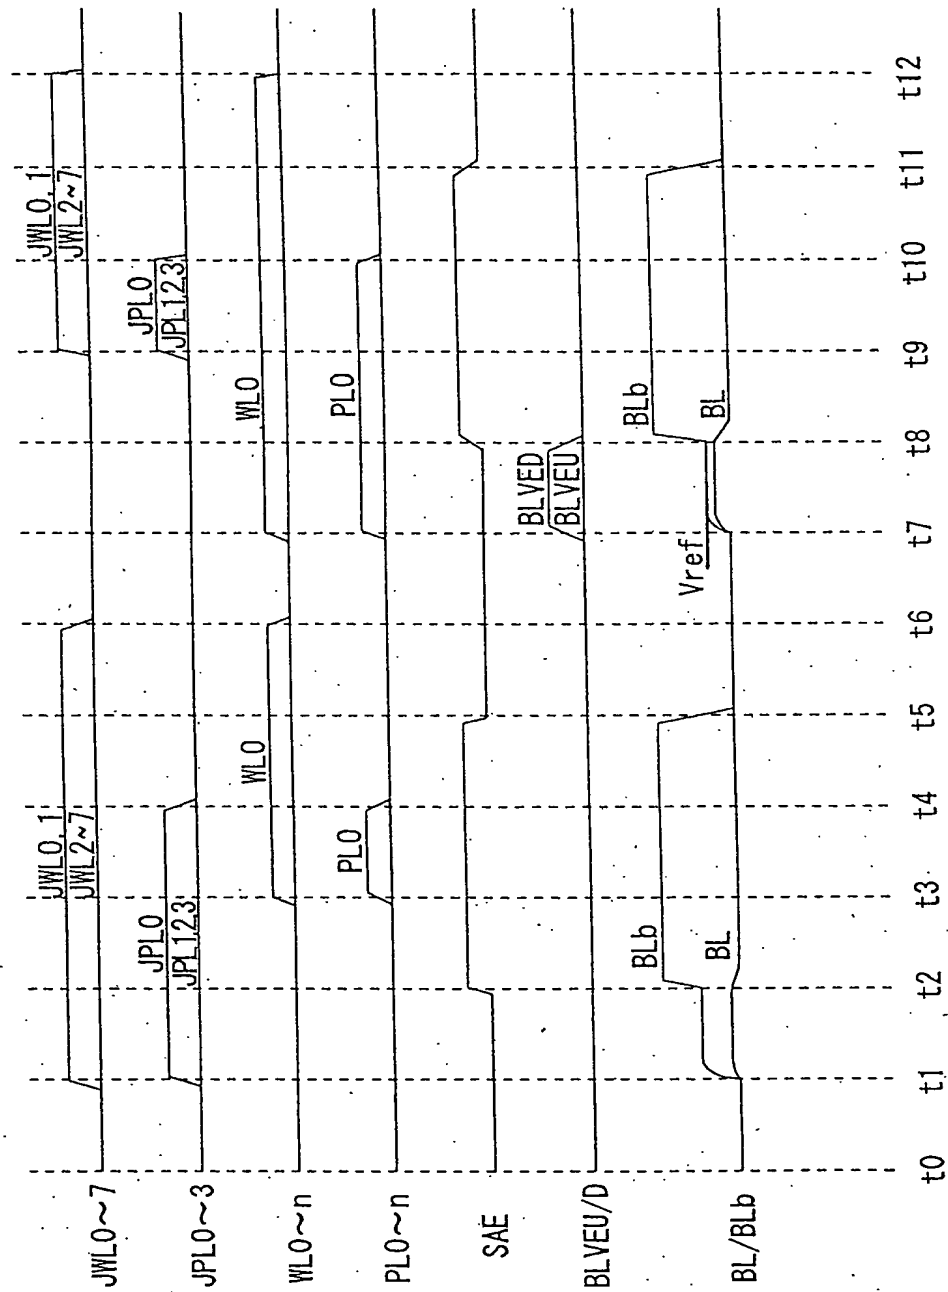 JWL0~7
JWL0, 1
JWL2~7
JWL0, 1
JWL2~7
JPL0~3
JPL0
JPL1,2,3
JPL0
JPL1,2,3
WL0~n
WL0
WL0
PL0~n
PL0
PL0
SAE
BLVEU/D
BLVED
BLVEU
BL/BLb
BLb
BL
Vref
BLb
BL
t0
t1
t2
t3
t4
t5
t6
t7
t8
t9
t10
t11
t12